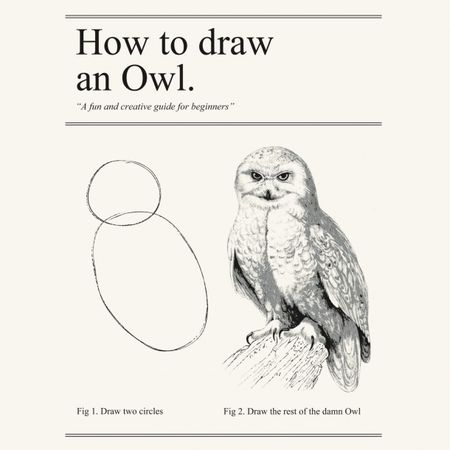 How to draw
an Owl.
“A fun and creative guide for beginners”
Fig 1. Draw two circles
Fig 2. Draw the rest of the damn Owl